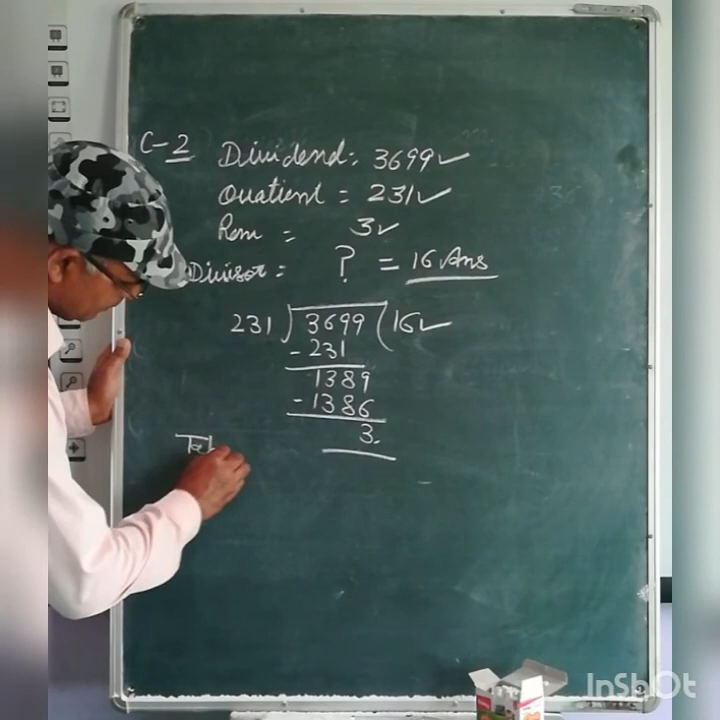 C-2 Dividend = 3699✓
Quatient = 231✓
Rem = 3✓
Divisor = ? = 16 Ans
231 ) 3699 ( 16✓
-231
1389
-1386
3.
InShOt